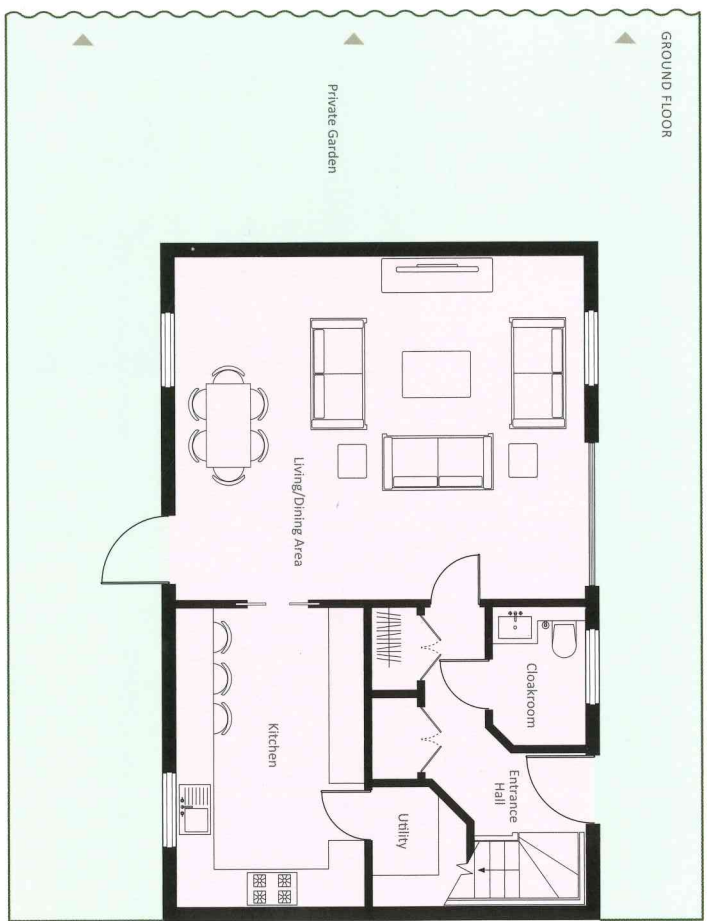 GROUND FLOOR
Private Garden
Living/Dining Area
Cloakroom
Kitchen
Entrance
Hall
Utility